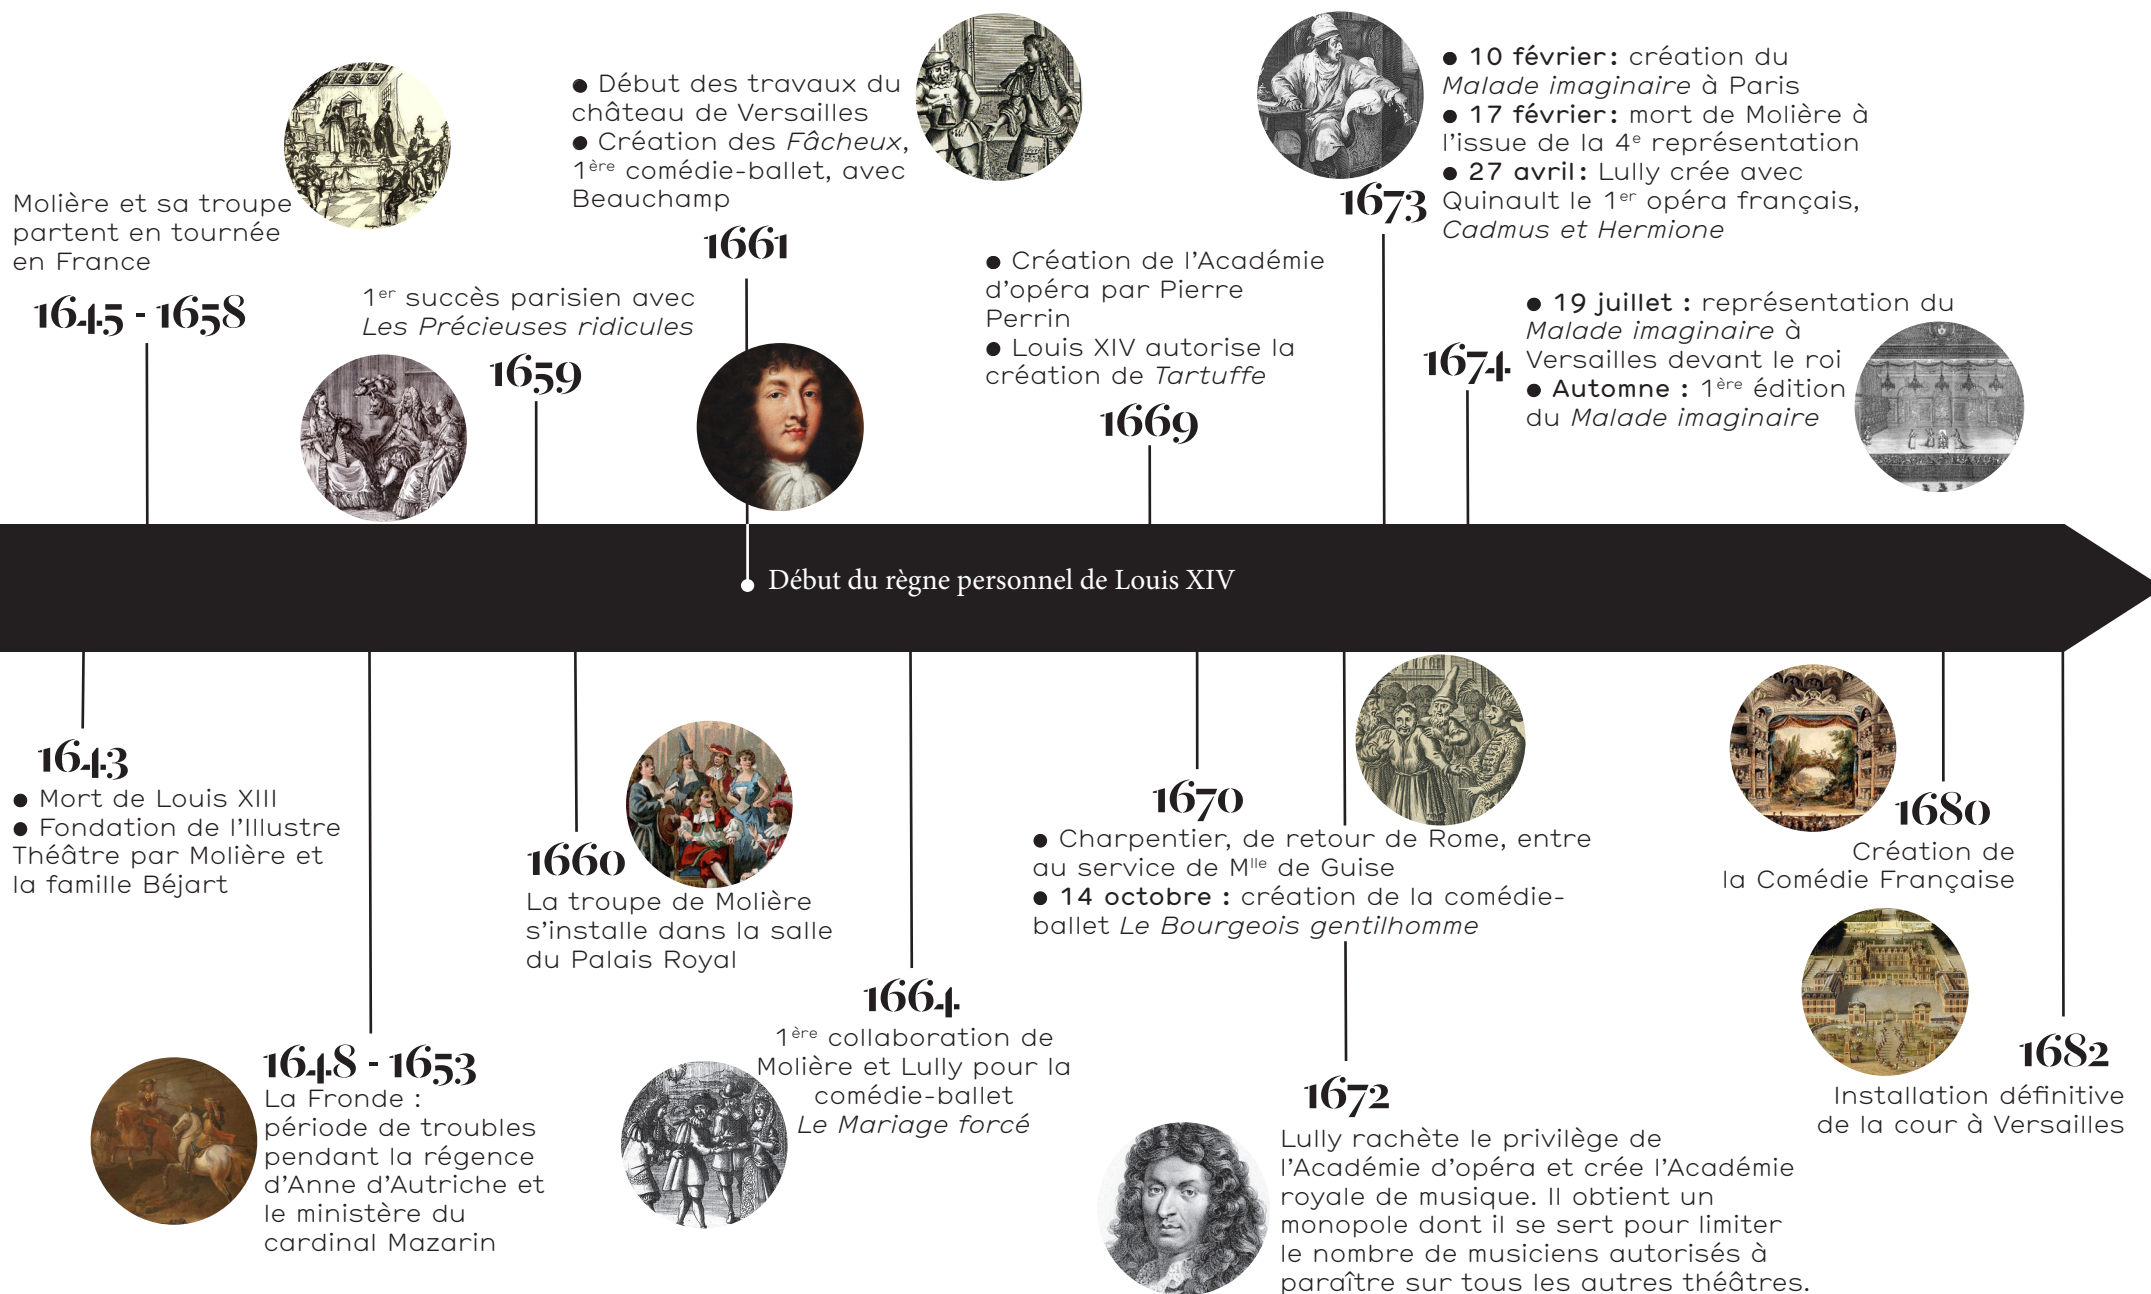 Molière et sa troupe
partent en tournée
en France
1645 - 1658
1er succès parisien avec
Les Précieuses ridicules
1659
● Début des travaux du
château de Versailles
● Création des Fâcheux,
1ère comédie-ballet, avec
Beauchamp
1661
● Création de l’Académie
d’opéra par Pierre
Perrin
● Louis XIV autorise la
création de Tartuffe
1669
● 10 février : création du
Malade imaginaire à Paris
● 17 février : mort de Molière à
l’issue de la 4e représentation
● 27 avril : Lully crée avec
Quinault le 1er opéra français,
Cadmus et Hermione
1673
● 19 juillet : représentation du
Malade imaginaire à
Versailles devant le roi
● Automne : 1ère édition
du Malade imaginaire
1674
Début du règne personnel de Louis XIV
1643
● Mort de Louis XIII
● Fondation de l’Illustre
Théâtre par Molière et
la famille Béjart
1648 - 1653
La Fronde :
période de troubles
pendant la régence
d’Anne d’Autriche et
le ministère du
cardinal Mazarin
1660
La troupe de Molière
s’installe dans la salle
du Palais Royal
1664
1ère collaboration de
Molière et Lully pour la
comédie-ballet
Le Mariage forcé
1670
● Charpentier, de retour de Rome, entre
au service de Mlle de Guise
● 14 octobre : création de la comédie-
ballet Le Bourgeois gentilhomme
1672
Lully rachète le privilège de
l’Académie d’opéra et crée l’Académie
royale de musique. Il obtient un
monopole dont il se sert pour limiter
le nombre de musiciens autorisés à
paraître sur tous les autres théâtres.
1680
Création de
la Comédie Française
1682
Installation définitive
de la cour à Versailles